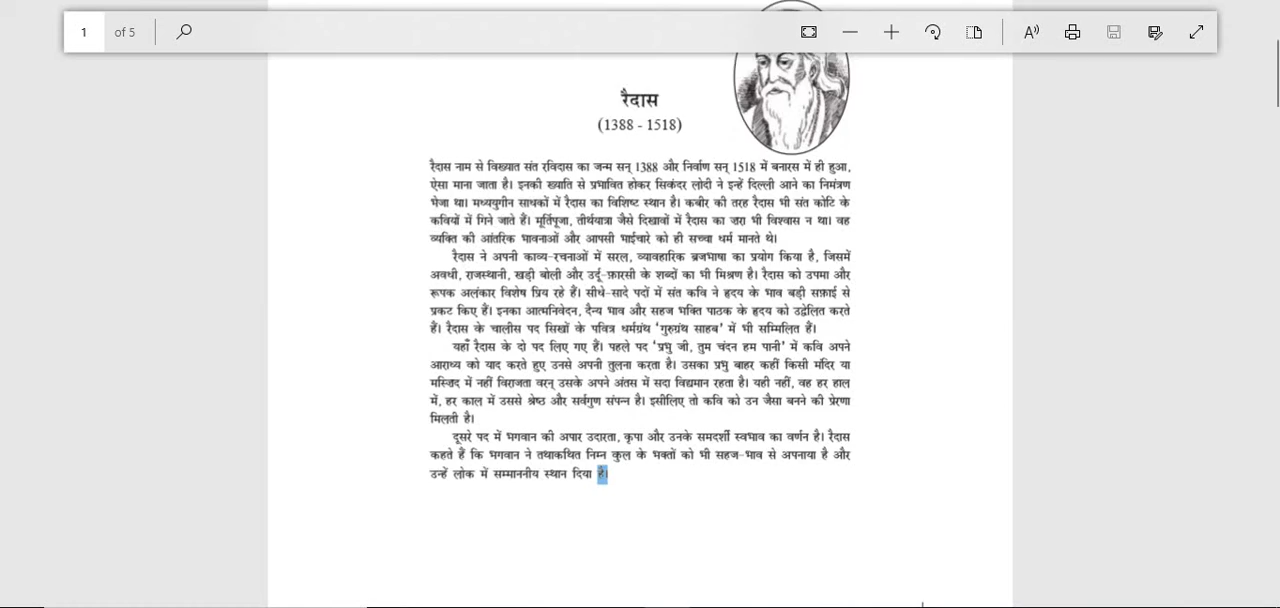 1 of 5
रैदास
(1388 - 1518)
रैदास नाम से विख्यात संत रविदास का जन्म सन् 1388 और निर्वाण सन् 1518 में बनारस में ही हुआ,
ऐसा माना जाता है। इनकी ख्याति से प्रभावित होकर सिकंदर लोदी ने इन्हें दिल्ली आने का निमंत्रण
भेजा था। मध्ययुगीन साधकों में रैदास का विशिष्ट स्थान है। कबीर की तरह रैदास भी संत कोटि के
कवियों में गिने जाते हैं। मूर्तिपूजा, तीर्थयात्रा जैसे दिखावों में रैदास का ज़रा भी विश्वास न था। वह
व्यक्ति की आंतरिक भावनाओं और आपसी भाईचारे को ही सच्चा धर्म मानते थे।
रैदास ने अपनी काव्य-रचनाओं में सरल, व्यावहारिक ब्रजभाषा का प्रयोग किया है, जिसमें
अवधी, राजस्थानी, खड़ी बोली और उर्दू-फ़ारसी के शब्दों का भी मिश्रण है। रैदास को उपमा और
रूपक अलंकार विशेष प्रिय रहे हैं। सीधे-सादे पदों में संत कवि ने हृदय के भाव बड़ी सफ़ाई से
प्रकट किए हैं। इनका आत्मनिवेदन, दैन्य भाव और सहज भक्ति पाठक के हृदय को उद्वेलित करते
हैं। रैदास के चालीस पद सिखों के पवित्र धर्मग्रंथ ‘गुरुग्रंथ साहब’ में भी सम्मिलित हैं।
यहाँ रैदास के दो पद लिए गए हैं। पहले पद ‘प्रभु जी, तुम चंदन हम पानी’ में कवि अपने
आराध्य को याद करते हुए उनसे अपनी तुलना करता है। उसका प्रभु बाहर कहीं किसी मंदिर या
मस्जिद में नहीं विराजता वरन् उसके अपने अंतस में सदा विद्यमान रहता है। यही नहीं, वह हर हाल
में, हर काल में उससे श्रेष्ठ और सर्वगुण संपन्न है। इसीलिए तो कवि को उन जैसा बनने की प्रेरणा
मिलती है।
दूसरे पद में भगवान की अपार उदारता, कृपा और उनके समदर्शी स्वभाव का वर्णन है। रैदास
कहते हैं कि भगवान ने तथाकथित निम्न कुल के भक्तों को भी सहज-भाव से अपनाया है और
उन्हें लोक में सम्माननीय स्थान दिया है।